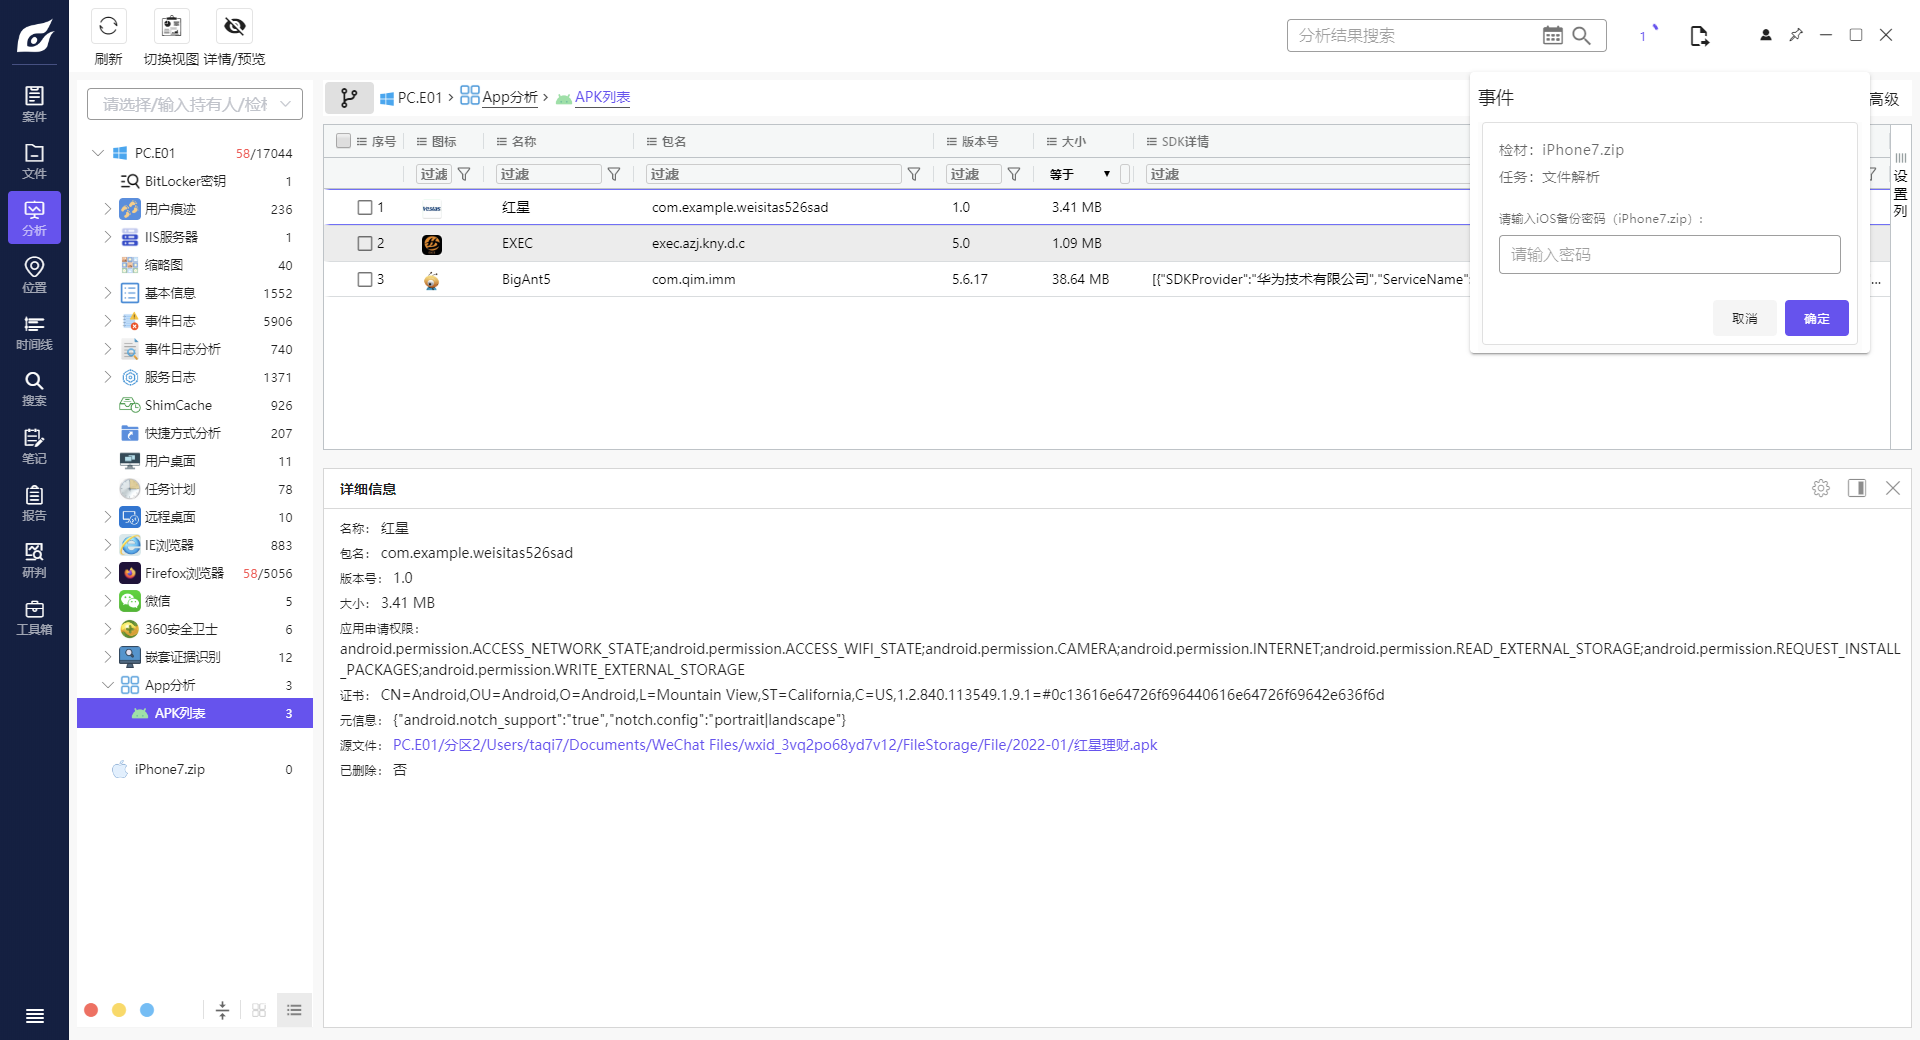 刷新
切换视图
详情/预览
分析结果搜索
1
案件
文件
分析
位置
时间线
搜索
笔记
报告
研判
工具箱
请选择/输入持有人/检材
PC.E01 58/17044
BitLocker密钥 1
用户痕迹 236
IIS服务器 1
缩略图 40
基本信息 1552
事件日志 5906
事件日志分析 740
服务日志 1371
ShimCache 926
快捷方式分析 207
用户桌面 11
任务计划 78
远程桌面 10
IE浏览器 883
Firefox浏览器 58/5056
微信 5
360安全卫士 6
嵌套证据识别 12
App分析 3
APK列表 3
iPhone7.zip 0
PC.E01 > App分析 > APK列表
高级
序号 图标 名称 包名 版本号 大小 SDK详情
过滤 过滤 过滤 过滤 等于 ▼ 过滤
1 红星 com.example.weisitas526sad 1.0 3.41 MB
2 EXEC exec.azj.kny.d.c 5.0 1.09 MB
3 BigAnt5 com.qim.imm 5.6.17 38.64 MB [{"SDKProvider":"华为技术有限公司","ServiceName" ...
设置列
事件
检材：iPhone7.zip
任务：文件解析
请输入iOS备份密码（iPhone7.zip）:
请输入密码
取消 确定
详细信息
名称： 红星
包名： com.example.weisitas526sad
版本号： 1.0
大小： 3.41 MB
应用申请权限：
android.permission.ACCESS_NETWORK_STATE;android.permission.ACCESS_WIFI_STATE;android.permission.CAMERA;android.permission.INTERNET;android.permission.READ_EXTERNAL_STORAGE;android.permission.REQUEST_INSTALL
_PACKAGES;android.permission.WRITE_EXTERNAL_STORAGE
证书： CN=Android,OU=Android,O=Android,L=Mountain View,ST=California,C=US,1.2.840.113549.1.9.1=#0c13616e64726f696440616e64726f69642e636f6d
元信息： {"android.notch_support":"true","notch.config":"portrait|landscape"}
源文件： PC.E01/分区2/Users/taqi7/Documents/WeChat Files/wxid_3vq2po68yd7v12/FileStorage/File/2022-01/红星理财.apk
已删除： 否